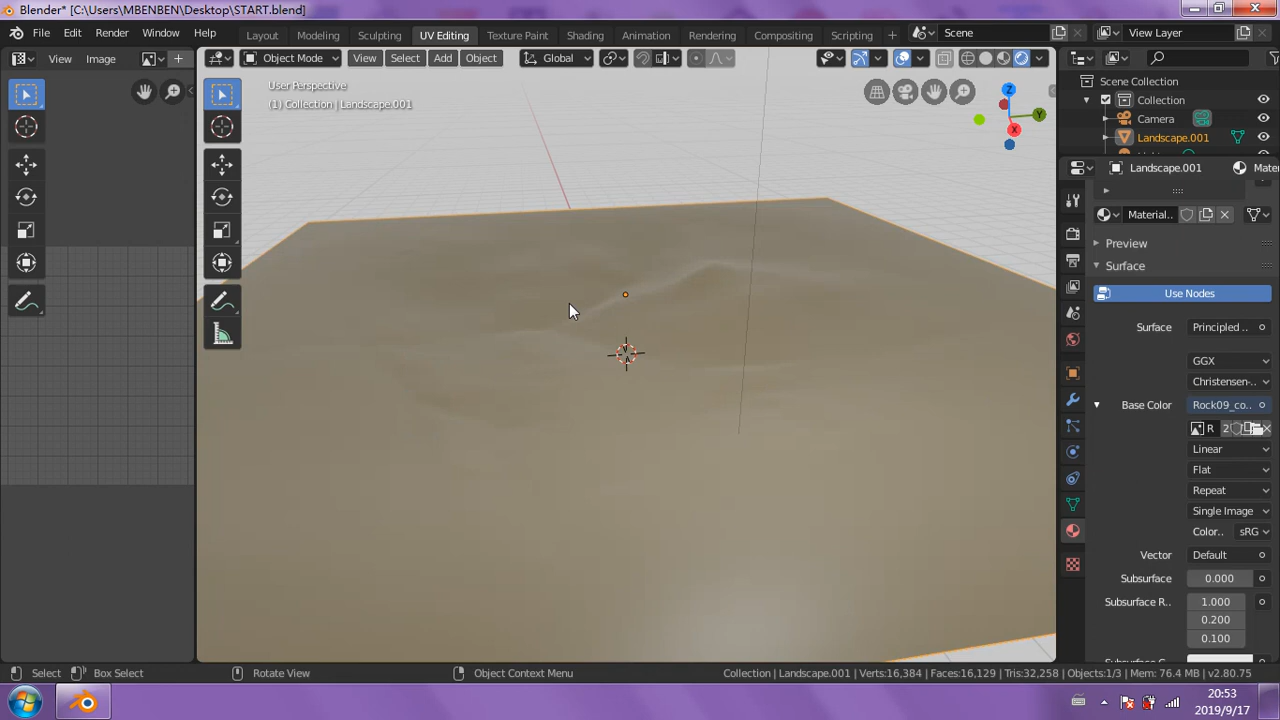 Blender* [C:\Users\MBENBEN\Desktop\START.blend]
File Edit Render Window Help
Layout Modeling Sculpting UV Editing Texture Paint Shading Animation Rendering Compositing Scripting
Scene
View Layer
View Image
Object Mode View Select Add Object Global
User Perspective
(1) Collection | Landscape.001
Z
Y
X
Scene Collection
Collection
Camera
Landscape.001
Landscape.001 Mate
Material..
Preview
Surface
Use Nodes
Surface Principled ..
GGX
Christensen-..
Base Color Rock09_co..
R 2
Linear
Flat
Repeat
Single Image
Color.. sRG
Vector Default
Subsurface 0.000
Subsurface R.. 1.000
0.200
0.100
Select Box Select Rotate View Object Context Menu
Collection | Landscape.001 | Verts:16,384 | Faces:16,129 | Tris:32,258 | Objects:1/3 | Mem: 76.4 MB | v2.80.75
20:53
2019/9/17